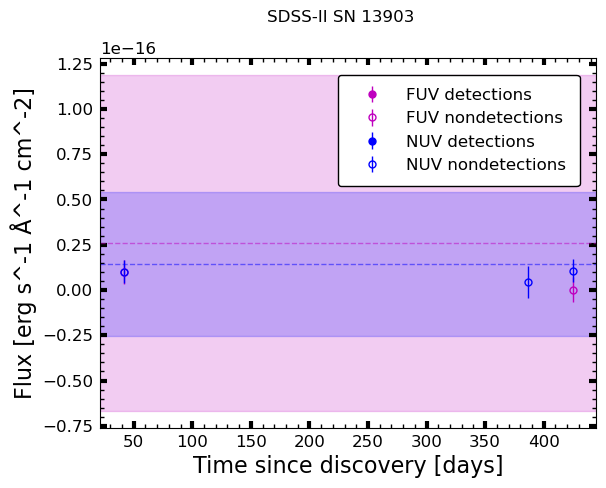 SDSS-II SN 13903
1e−16
FUV detections
FUV nondetections
NUV detections
NUV nondetections
1.25
1.00
0.75
0.50
0.25
0.00
−0.25
−0.50
−0.75
Flux [erg s^-1 Å^-1 cm^-2]
50 100 150 200 250 300 350 400
Time since discovery [days]